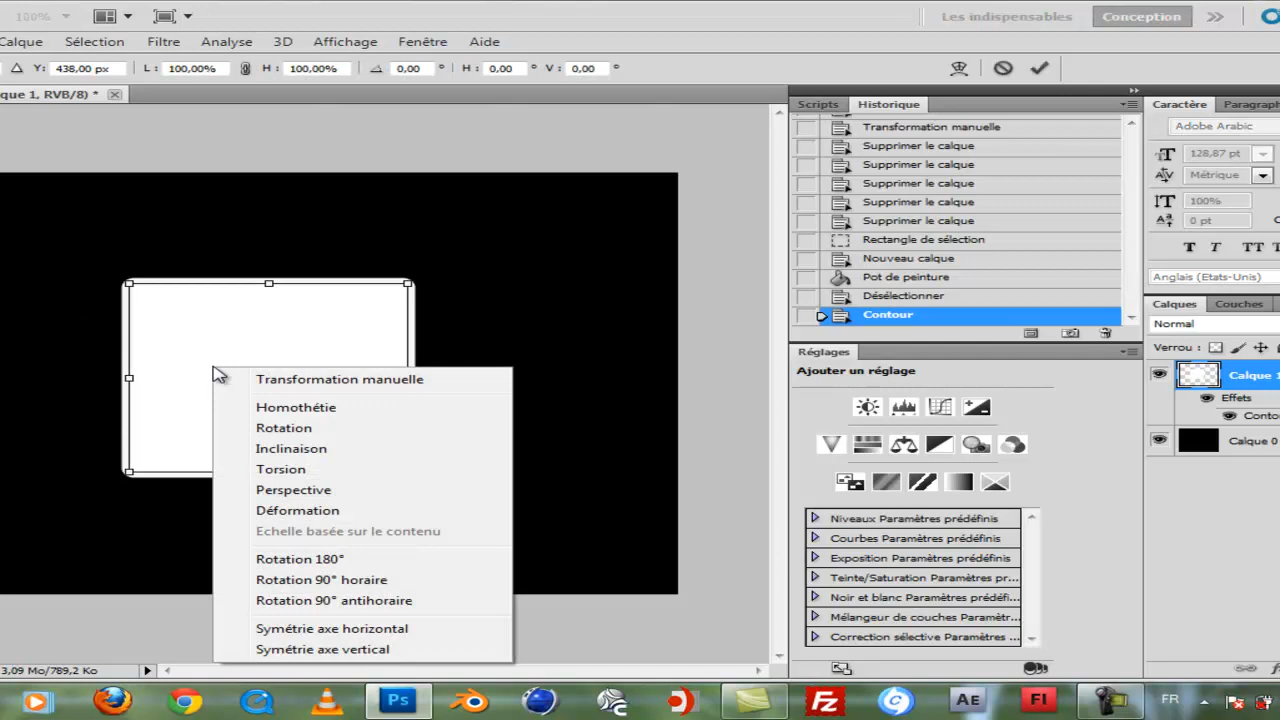 100%
Les indispensables
Conception
Calque Sélection Filtre Analyse 3D Affichage Fenêtre Aide
Y: 438,00 px L: 100,00% H: 100,00% 0,00 ° H: 0,00 ° V: 0,00 °
que 1, RVB/8) *
Scripts Historique
Transformation manuelle
Supprimer le calque
Supprimer le calque
Supprimer le calque
Supprimer le calque
Supprimer le calque
Rectangle de sélection
Nouveau calque
Pot de peinture
Désélectionner
Contour
Caractère Paragraph
Adobe Arabic
128,87 pt
Métrique
100%
0 pt
T T TT
Anglais (Etats-Unis)
Calques Couches
Normal
Verrou :
Calque 1
Effets
Conto
Calque 0
Réglages
Ajouter un réglage
Niveaux Paramètres prédéfinis
Courbes Paramètres prédéfinis
Exposition Paramètres prédéfinis
Teinte/Saturation Paramètres pr...
Noir et blanc Paramètres prédéfi...
Mélangeur de couches Paramètr...
Correction sélective Paramètres ...
Transformation manuelle
Homothétie
Rotation
Inclinaison
Torsion
Perspective
Déformation
Echelle basée sur le contenu
Rotation 180°
Rotation 90° horaire
Rotation 90° antihoraire
Symétrie axe horizontal
Symétrie axe vertical
3,09 Mo/789,2 Ko
Ps
Fz
Ae
Fl
FR